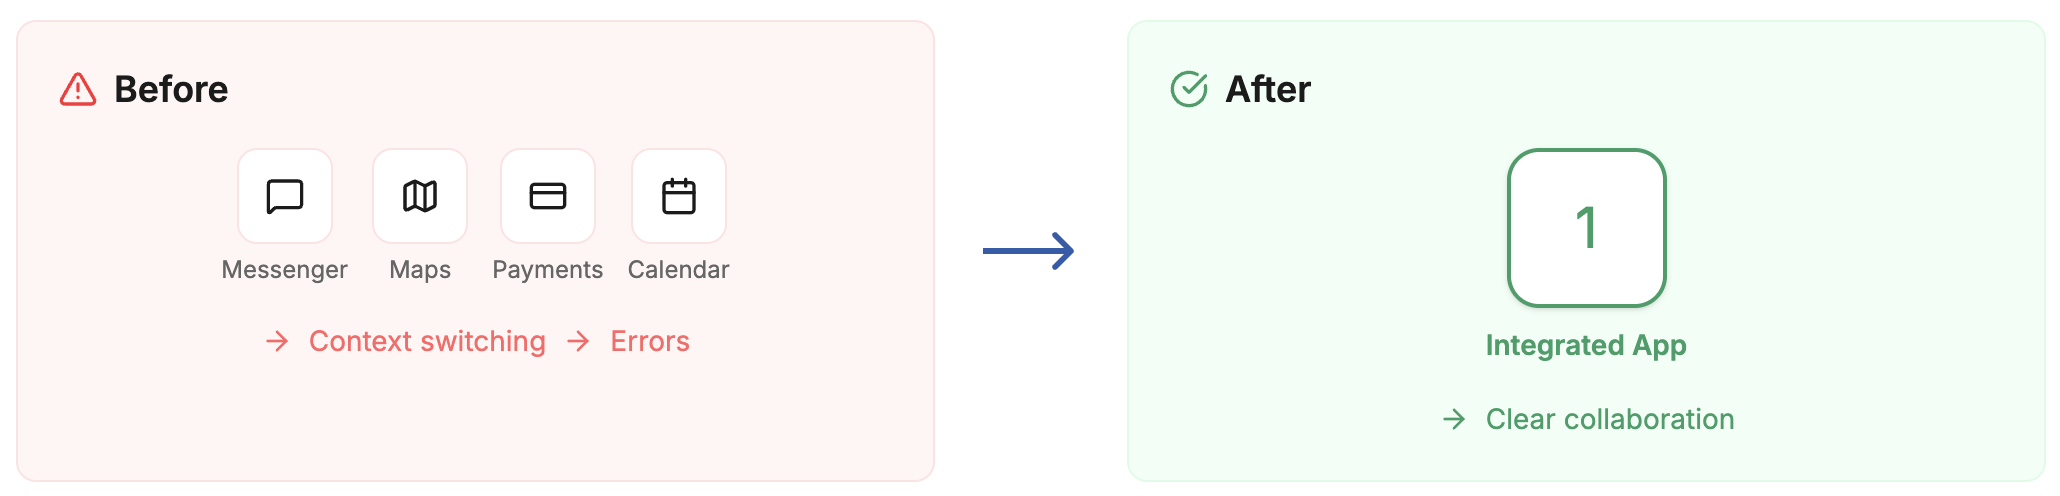 Before
Messenger Maps Payments Calendar
→ Context switching → Errors
After
1
Integrated App
→ Clear collaboration